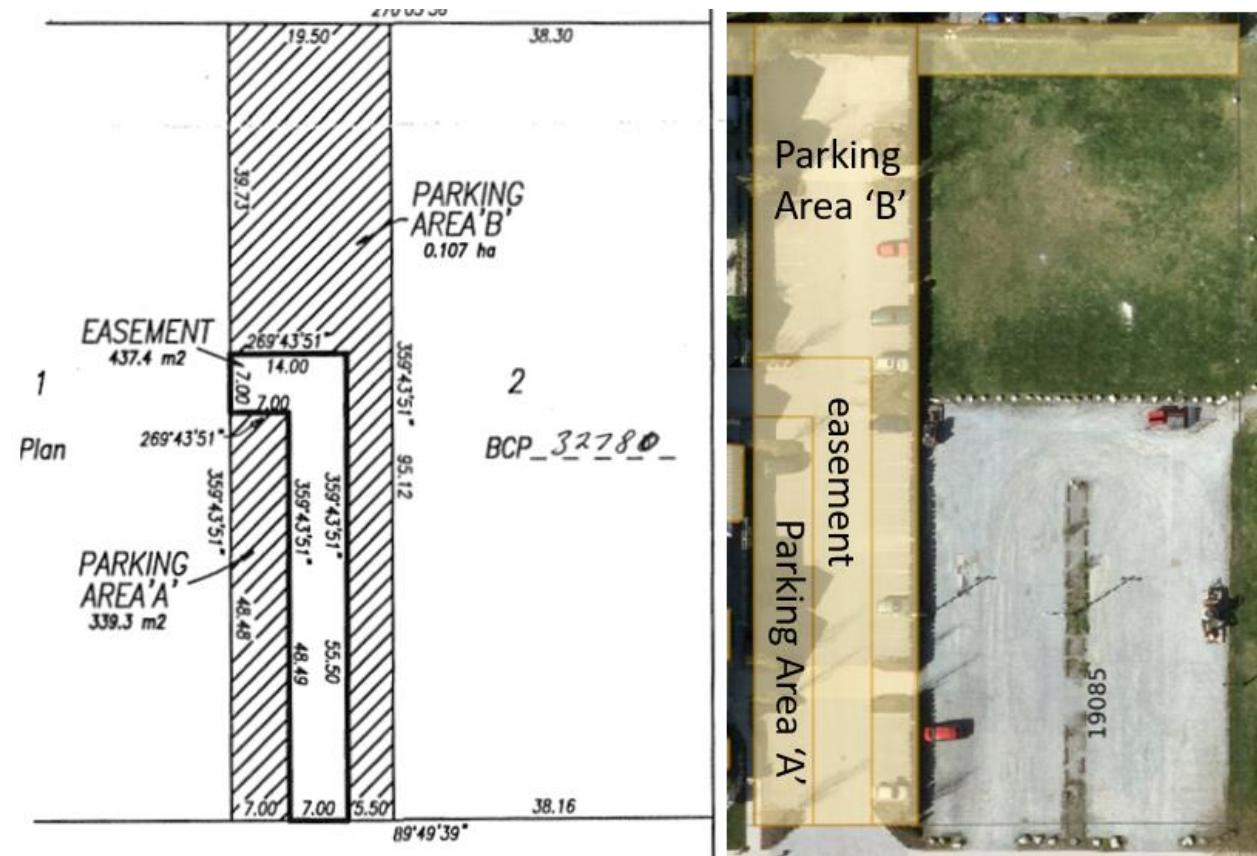 19.50
38.30
39.73
PARKING
AREA'B'
0.107 ha
EASEMENT
437.4 m2
269°43'51"
14.00
7.00
7.00
269°43'51"
1
2
Plan
BCP_32780_
359°43'51"
95.12
359°43'51"
359°43'51"
359°43'51"
PARKING
AREA'A'
339.3 m2
48.48
48.49
55.50
7.00
7.00
5.50
38.16
89°49'39"
Parking
Area ‘B’
easement
Parking Area ‘A’
19085